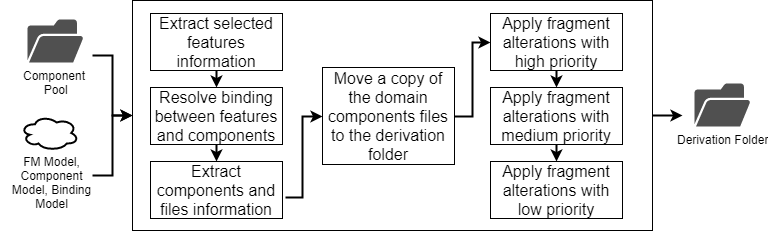 Component
Pool
FM Model,
Component
Model, Binding
Model
Extract selected
features
information
Resolve binding
between features
and components
Extract
components and
files information
Move a copy of
the domain
components files
to the derivation
folder
Apply fragment
alterations with
high priority
Apply fragment
alterations with
medium priority
Apply fragment
alterations with
low priority
Derivation Folder